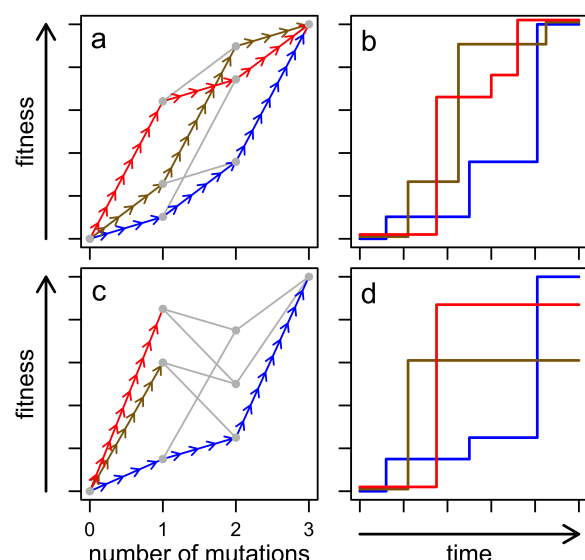 a
b
fitness
c
d
fitness
0 1 2 3
number of mutations
time